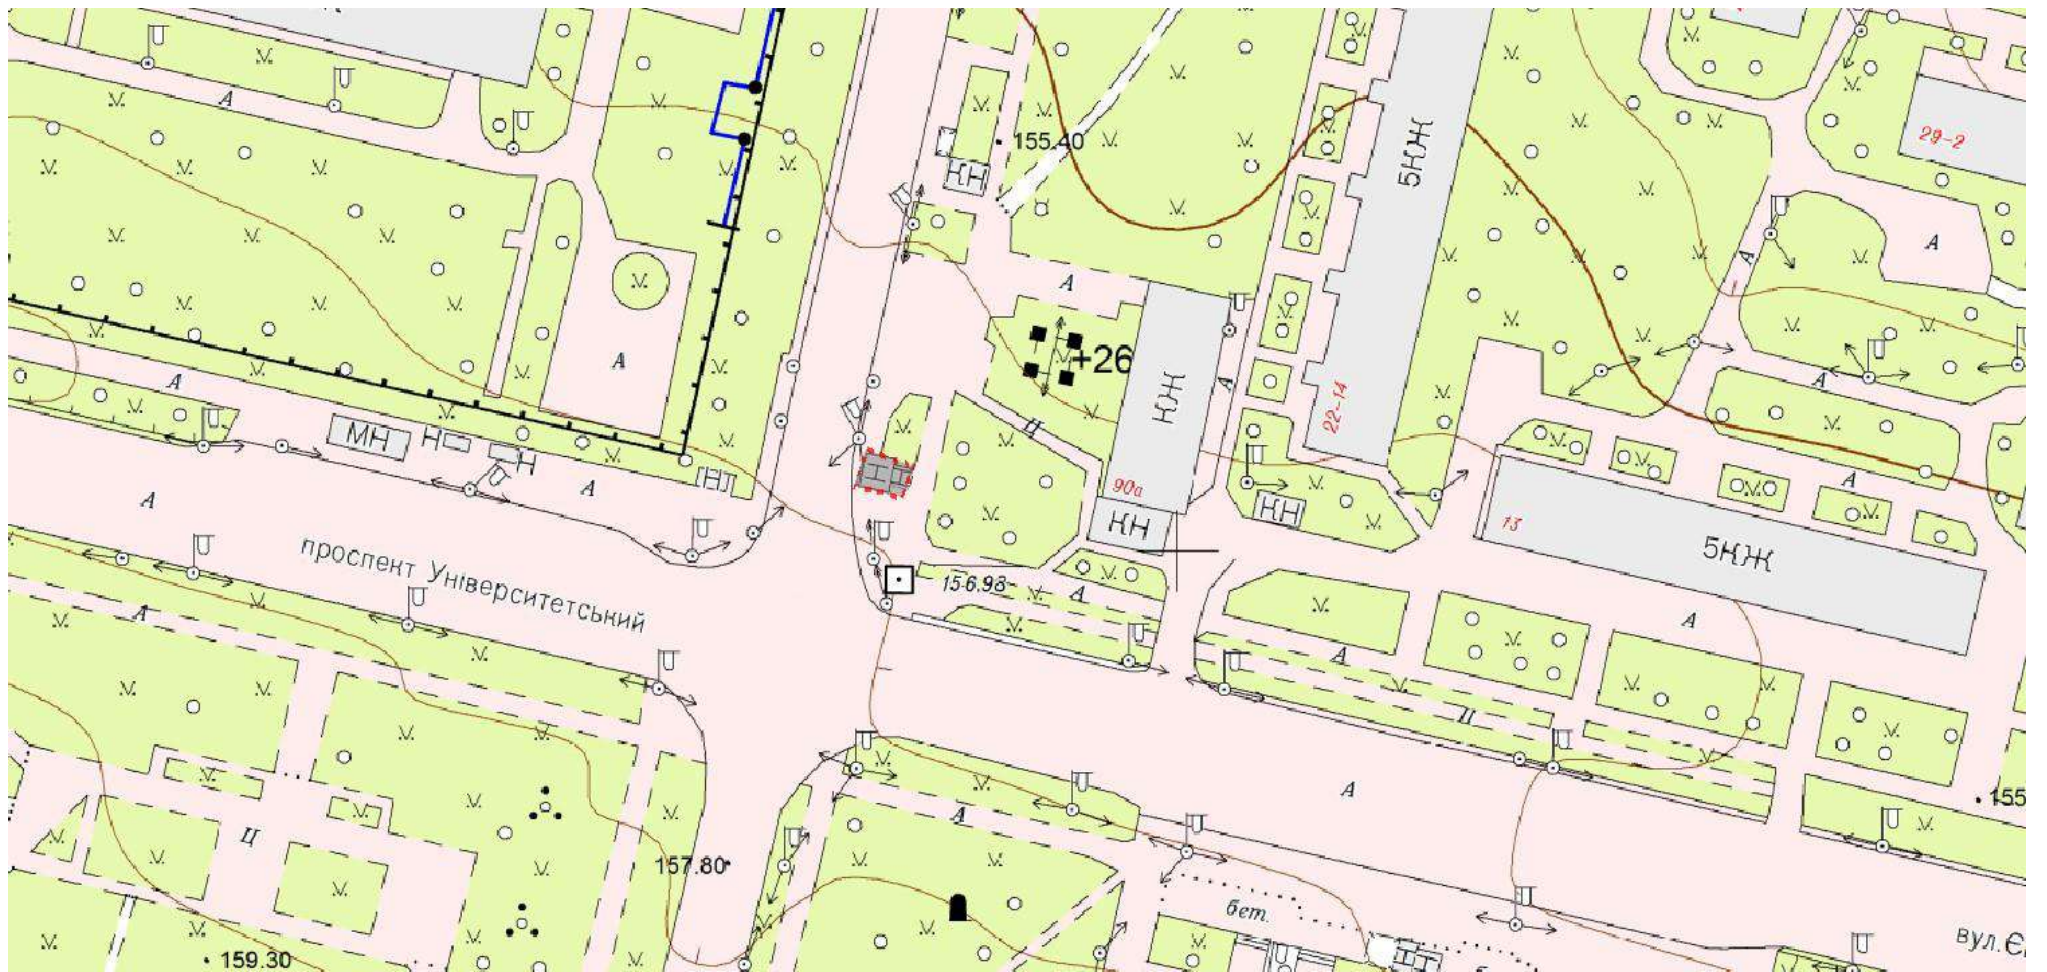 А
29-2
155.40
КН
5КЖ
А
А
А
А
+26
А
А
КЖ
А
22-14
А
МН
Н
Н
Ц
А
А
Н
90а
КН
КН
13
5КЖ
А
проспект Університетський
156.98
А
А
А
А
Ц
А
155
Ц
А
157.80
бет.
159.30
вул.Є